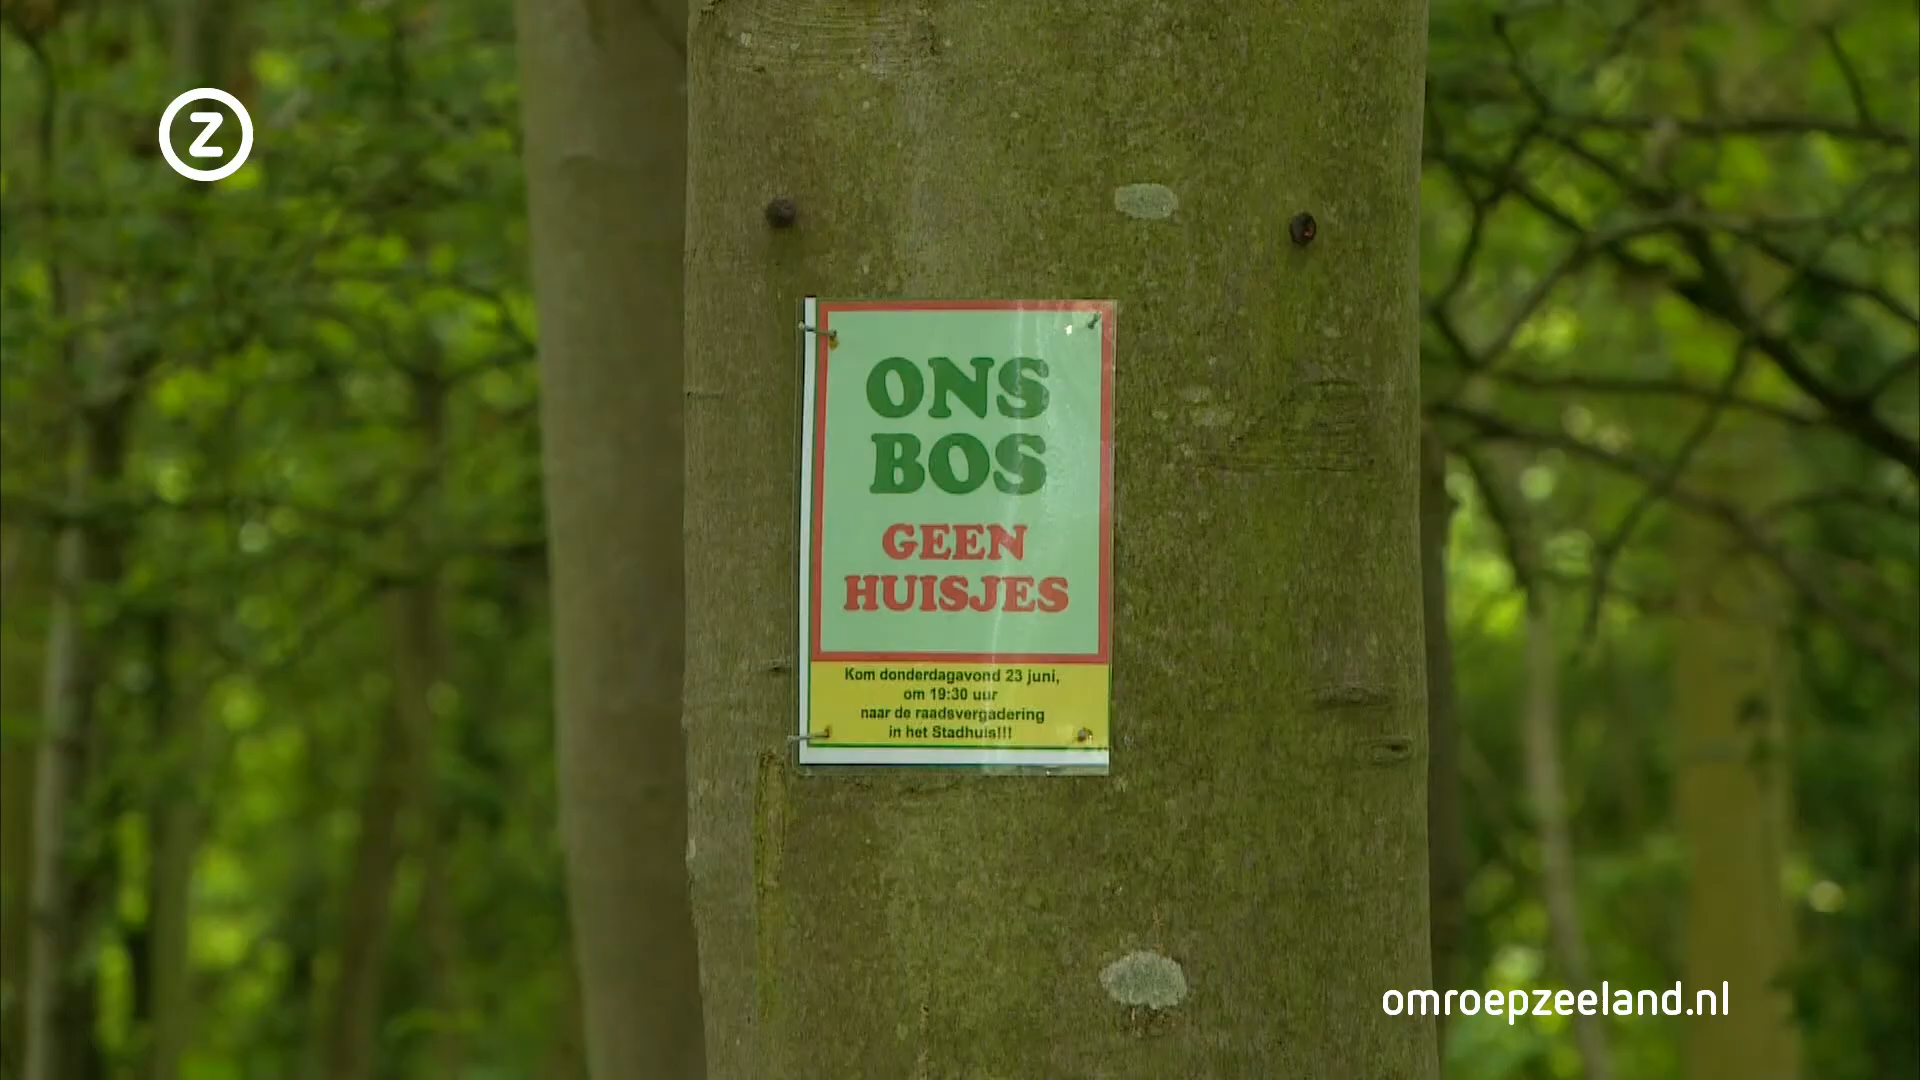 Z
ONS
BOS
GEEN
HUISJES
Kom donderdagavond 23 juni,
om 19:30 uur
naar de raadsvergadering
in het Stadhuis!!!
omroepzeeland.nl